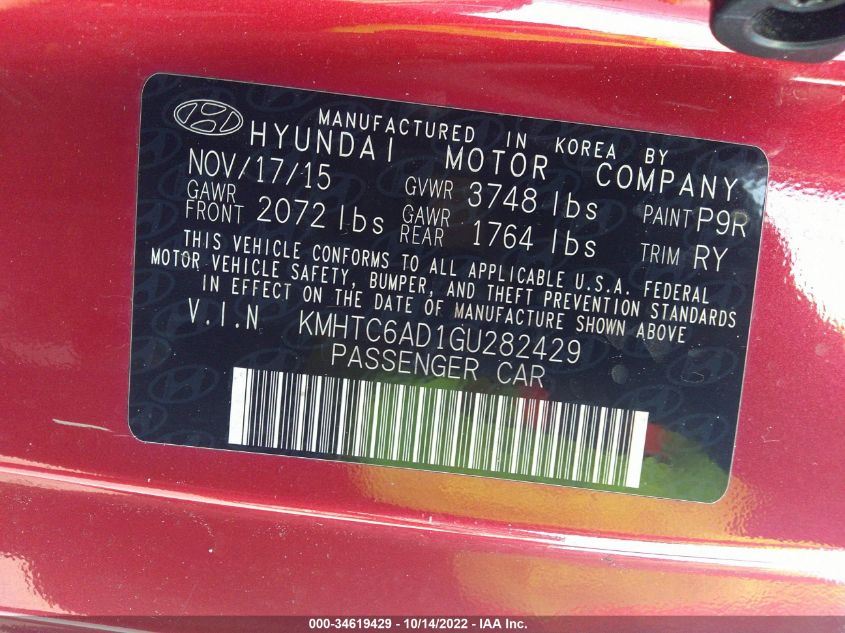 MANUFACTURED IN KOREA BY
HYUNDAI MOTOR COMPANY
NOV/17/15 GVWR 3748 lbs PAINT P9R
GAWR FRONT 2072 lbs GAWR REAR 1764 lbs TRIM RY
THIS VEHICLE CONFORMS TO ALL APPLICABLE U.S.A. FEDERAL
MOTOR VEHICLE SAFETY, BUMPER, AND THEFT PREVENTION STANDARDS
IN EFFECT ON THE DATE OF MANUFACTURE SHOWN ABOVE
V.I.N KMHTC6AD1GU282429
PASSENGER CAR
000-34619429 - 10/14/2022 - IAA Inc.